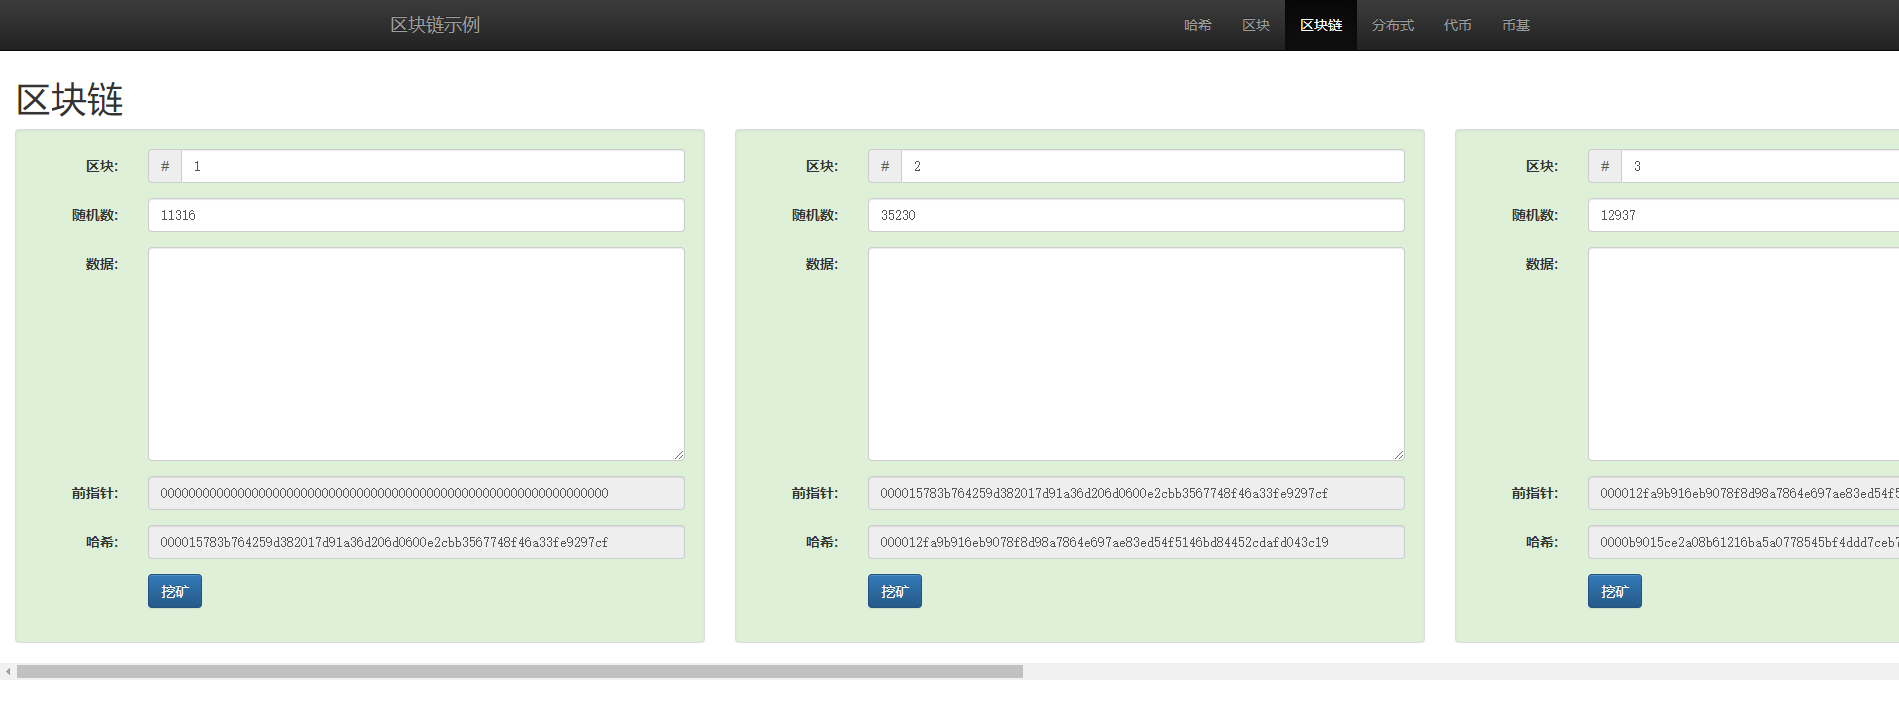 区块链示例 哈希 区块 区块链 分布式 代币 币基
区块链
区块: # 1
随机数: 11316
数据:
前指针: 0000000000000000000000000000000000000000000000000000000000000000
哈希: 000015783b764259d382017d91a36d206d0600e2cbb3567748f46a33fe9297cf
挖矿
区块: # 2
随机数: 35230
数据:
前指针: 000015783b764259d382017d91a36d206d0600e2cbb3567748f46a33fe9297cf
哈希: 000012fa9b916eb9078f8d98a7864e697ae83ed54f5146bd84452cdafd043c19
挖矿
区块: # 3
随机数: 12937
数据:
前指针: 000012fa9b916eb9078f8d98a7864e697ae83ed54f5
哈希: 0000b9015ce2a08b61216ba5a0778545bf4ddd7ceb7
挖矿